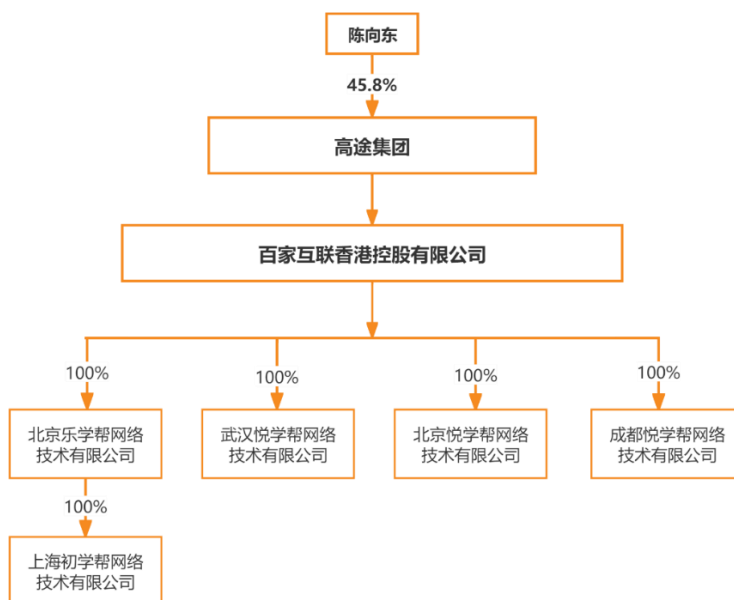 陈向东
45.8%
高途集团
百家互联香港控股有限公司
100%
100%
100%
100%
北京乐学帮网络
技术有限公司
武汉悦学帮网络
技术有限公司
北京悦学帮网络
技术有限公司
成都悦学帮网络
技术有限公司
100%
上海初学帮网络
技术有限公司